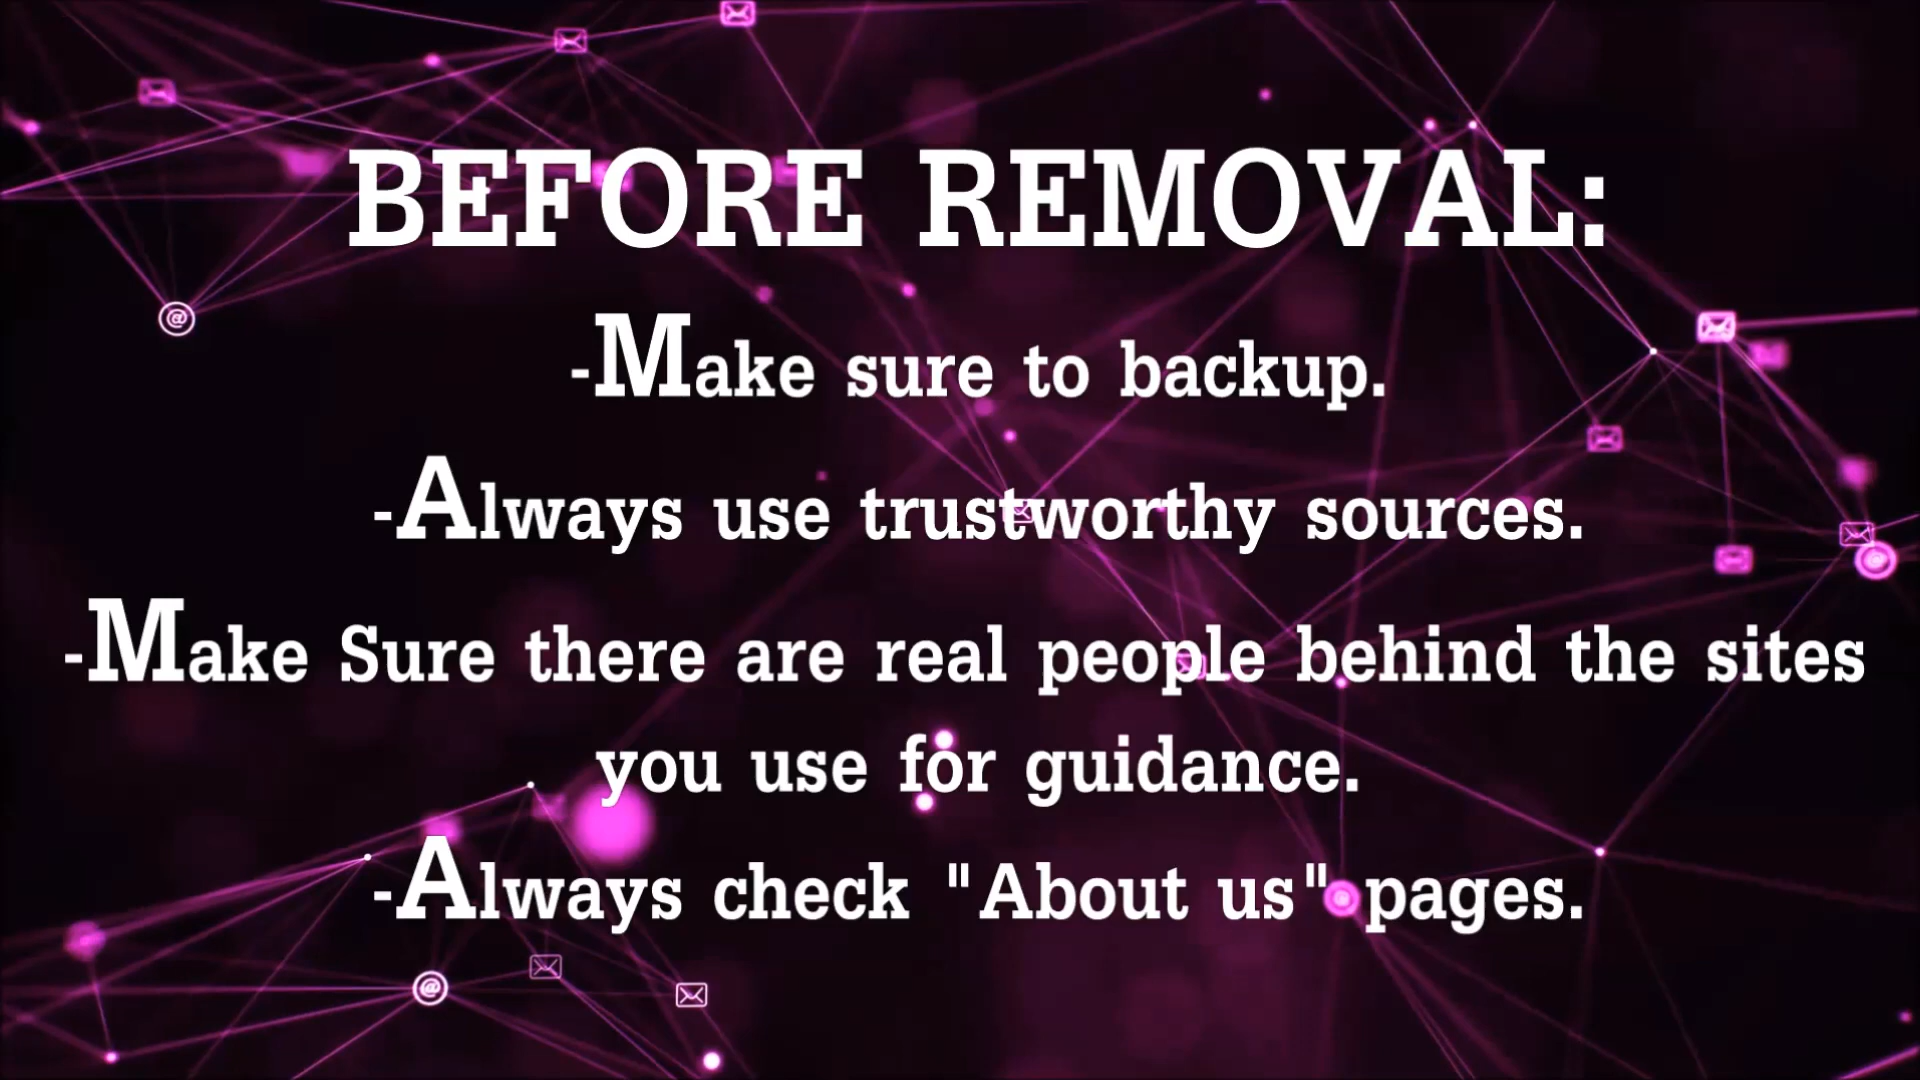 BEFORE REMOVAL:
-Make sure to backup.
-Always use trustworthy sources.
-Make Sure there are real people behind the sites
you use for guidance.
-Always check "About us" pages.